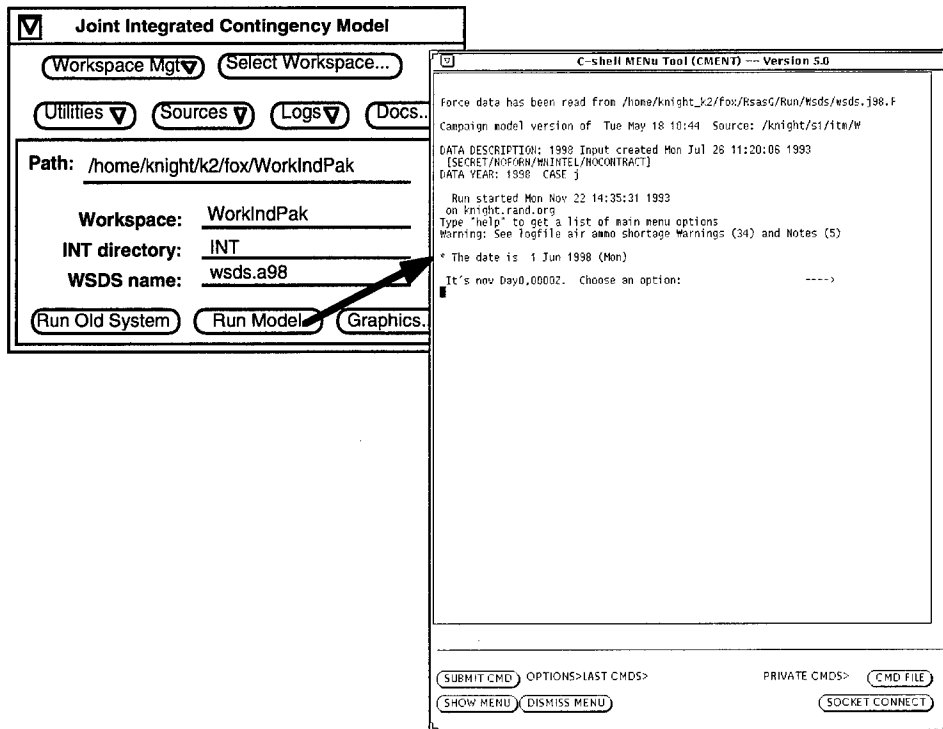 Joint Integrated Contingency Model
Workspace Mgt Select Workspace...
Utilities Sources Logs Docs..
Path: /home/knight/k2/fox/WorkIndPak
Workspace: WorkIndPak
INT directory: INT
WSDS name: wsds.a98
Run Old System Run Model Graphics..
C-shell MENu Tool (CMENT) -- Version 5.0
Force data has been read from /home/knight_k2/fox/RsasG/Run/Wsds/wsds.j98.F
Campaign model version of Tue May 18 10:44 Source: /knight/s1/itm/W
DATA DESCRIPTION: 1998 Input created Mon Jul 26 11:20:06 1993
[SECRET/NOFORN/WNINTEL/NOCONTRACT]
DATA YEAR: 1998 CASE j
Run started Mon Nov 22 14:35:31 1993
on knight.rand.org
Type "help" to get a list of main menu options
Warning: See logfile air ammo shortage Warnings (34) and Notes (5)
* The date is 1 Jun 1998 (Mon)
It's now Day0,0000Z. Choose an option: ---->
SUBMIT CMD OPTIONS>LAST CMDS> PRIVATE CMDS> CMD FILE
SHOW MENU DISMISS MENU SOCKET CONNECT